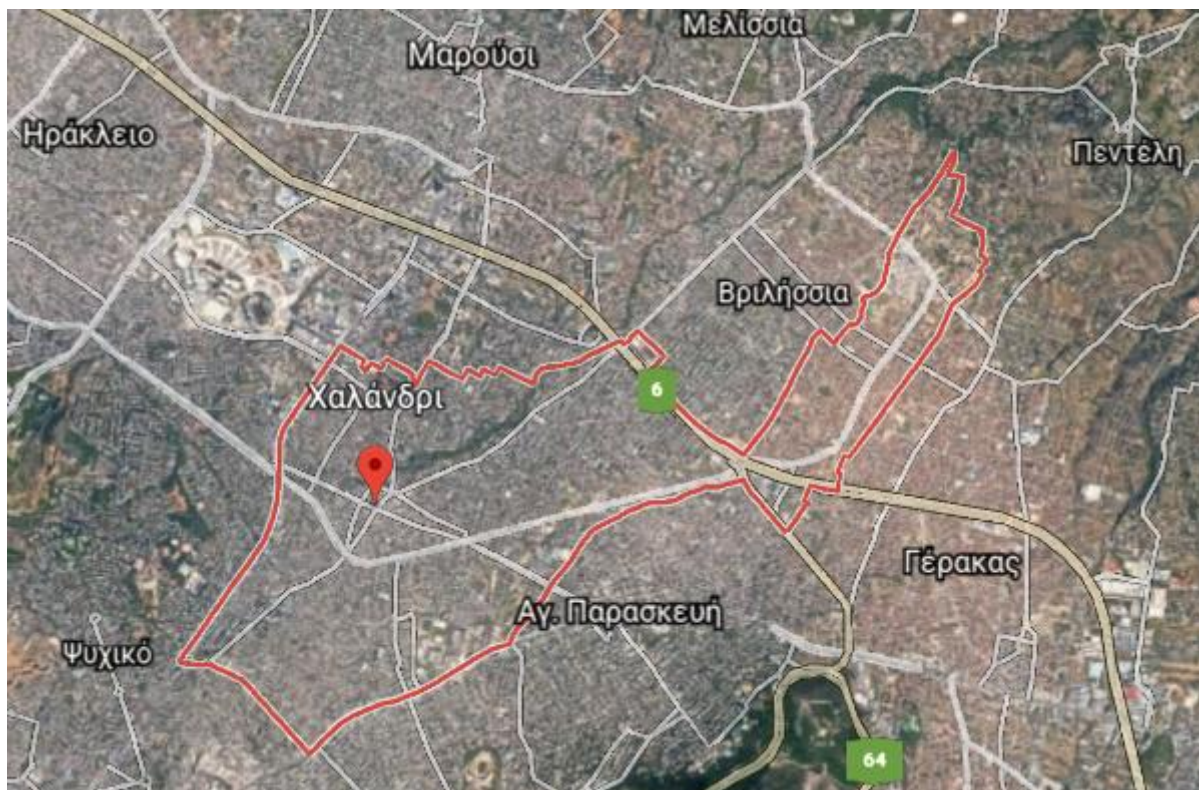 Μελίσσια
Μαρούσι
Ηράκλειο
Πεντέλη
Βριλήσσια
6
Χαλάνδρι
Γέρακας
Αγ. Παρασκευή
Ψυχικό
64